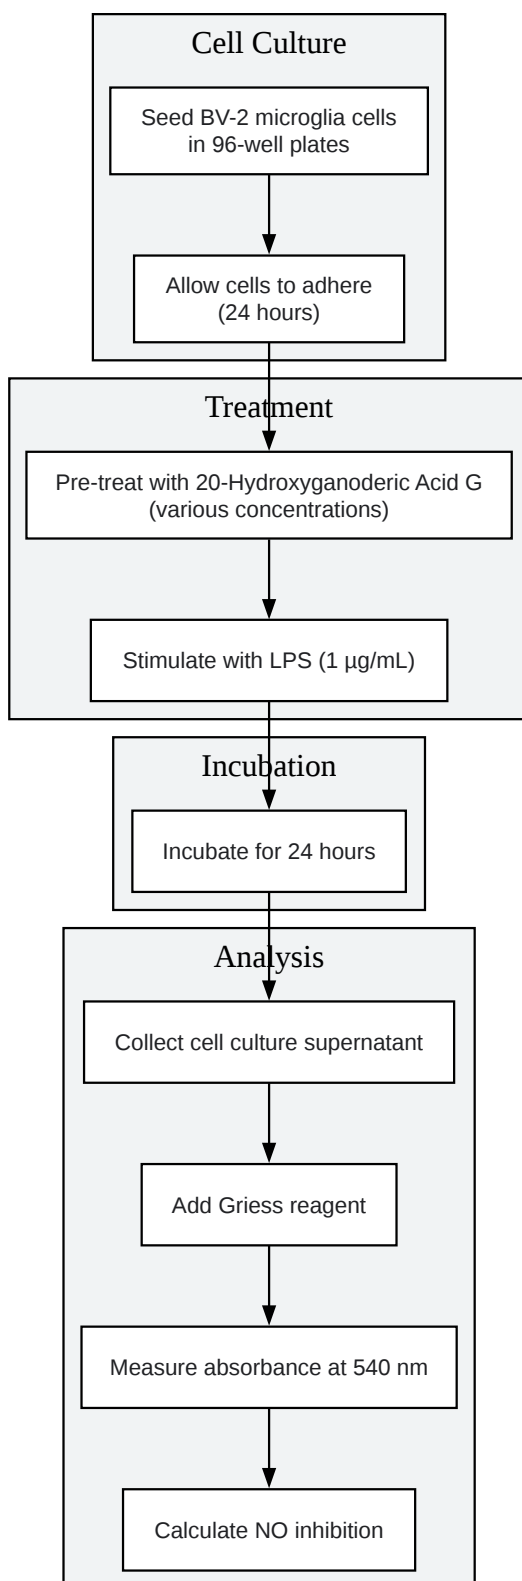 Cell Culture
Seed BV-2 microglia cells
in 96-well plates
Allow cells to adhere
(24 hours)
Treatment
Pre-treat with 20-Hydroxyganoderic Acid G
(various concentrations)
Stimulate with LPS (1 µg/mL)
Incubation
Incubate for 24 hours
Analysis
Collect cell culture supernatant
Add Griess reagent
Measure absorbance at 540 nm
Calculate NO inhibition